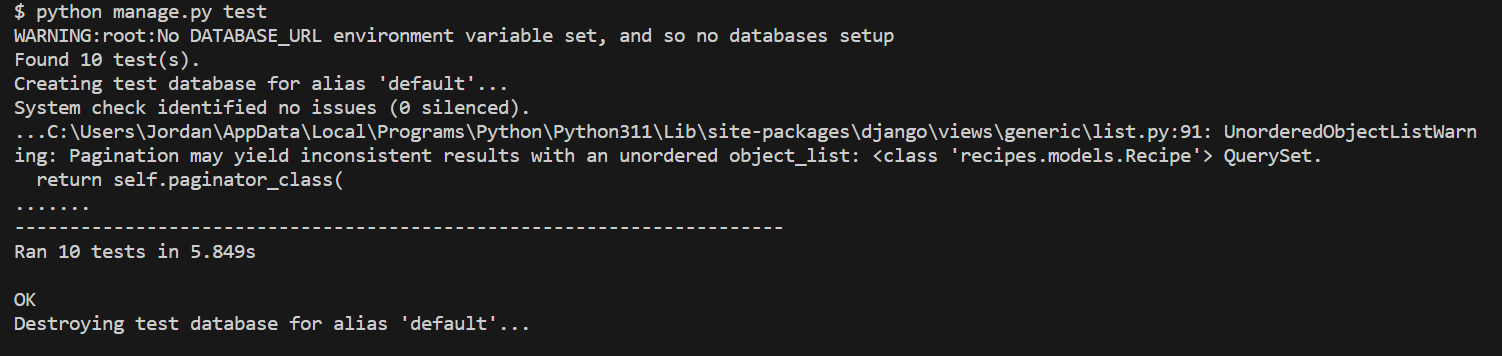 $ python manage.py test
WARNING:root:No DATABASE_URL environment variable set, and so no databases setup
Found 10 test(s).
Creating test database for alias 'default'...
System check identified no issues (0 silenced).
...C:\Users\Jordan\AppData\Local\Programs\Python\Python311\Lib\site-packages\django\views\generic\list.py:91: UnorderedObjectListWarn
ing: Pagination may yield inconsistent results with an unordered object_list: <class 'recipes.models.Recipe'> QuerySet.
  return self.paginator_class(
.......
----------------------------------------------------------------------
Ran 10 tests in 5.849s

OK
Destroying test database for alias 'default'...